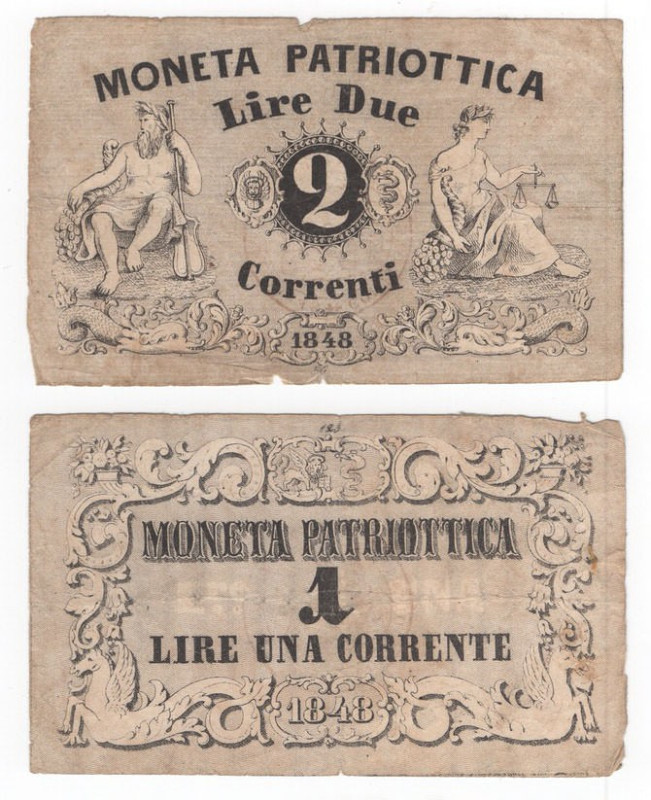 MONETA PATRIOTTICA
Lire Due
2
Correnti
1848
MONETA PATRIOTTICA
1
LIRE UNA CORRENTE
1848